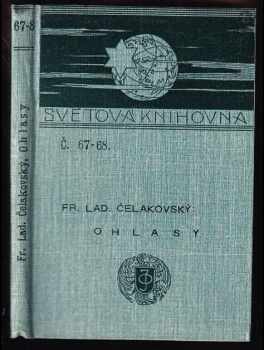 67-8
Fr. Lad. Čelakovský, Ohlasy
SVĚTOVÁ KNIHOVNA
Č. 67-68.
FR. LAD. ČELAKOVSKÝ:
OHLASY